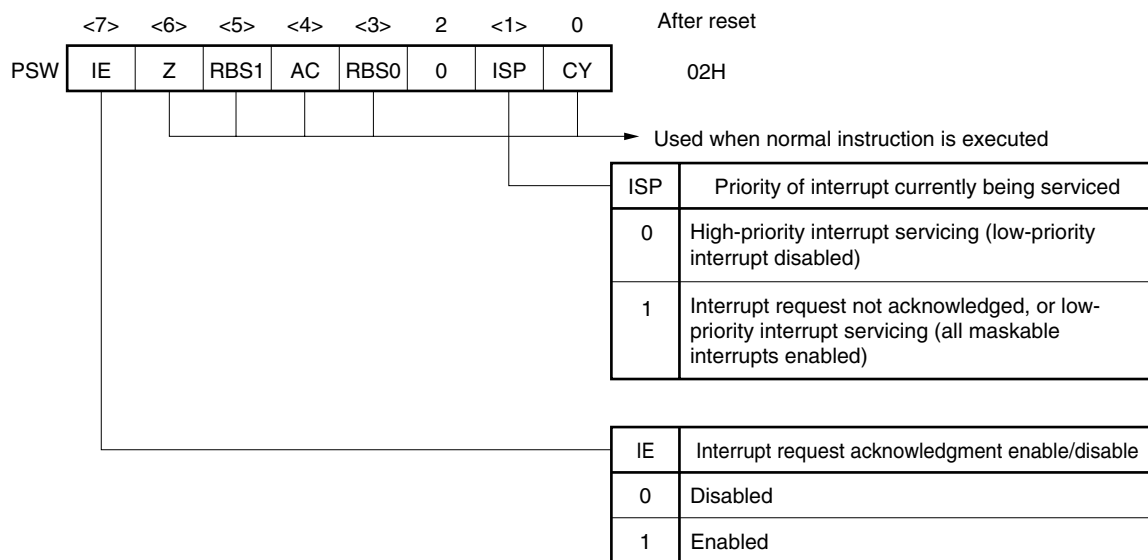 <7> <6> <5> <4> <3> 2 <1> 0 After reset
PSW IE Z RBS1 AC RBS0 0 ISP CY 02H
Used when normal instruction is executed
ISP Priority of interrupt currently being serviced
0 High-priority interrupt servicing (low-priority
interrupt disabled)
1 Interrupt request not acknowledged, or low-
priority interrupt servicing (all maskable
interrupts enabled)
IE Interrupt request acknowledgment enable/disable
0 Disabled
1 Enabled